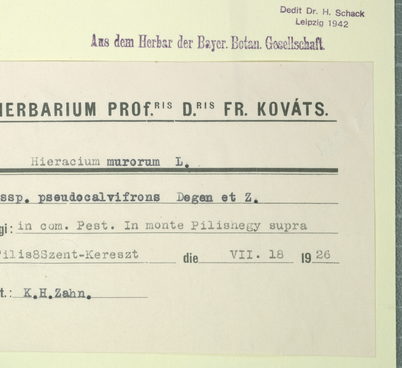 Dedit Dr. H. Schack
Leipzig 1942
Aus dem Herbar der Bayer. Botan. Gesellschaft.
HERBARIUM PROF.RIS D.RIS FR. KOVÁTS.
Hieracium murorum L.
ssp. pseudocalvifrons Degen et Z.
gi: in com. Pest. In monte Pilishegy supra
Pilis8Szent-Kereszt die VII. 18 1926
t.: K.H.Zahn.